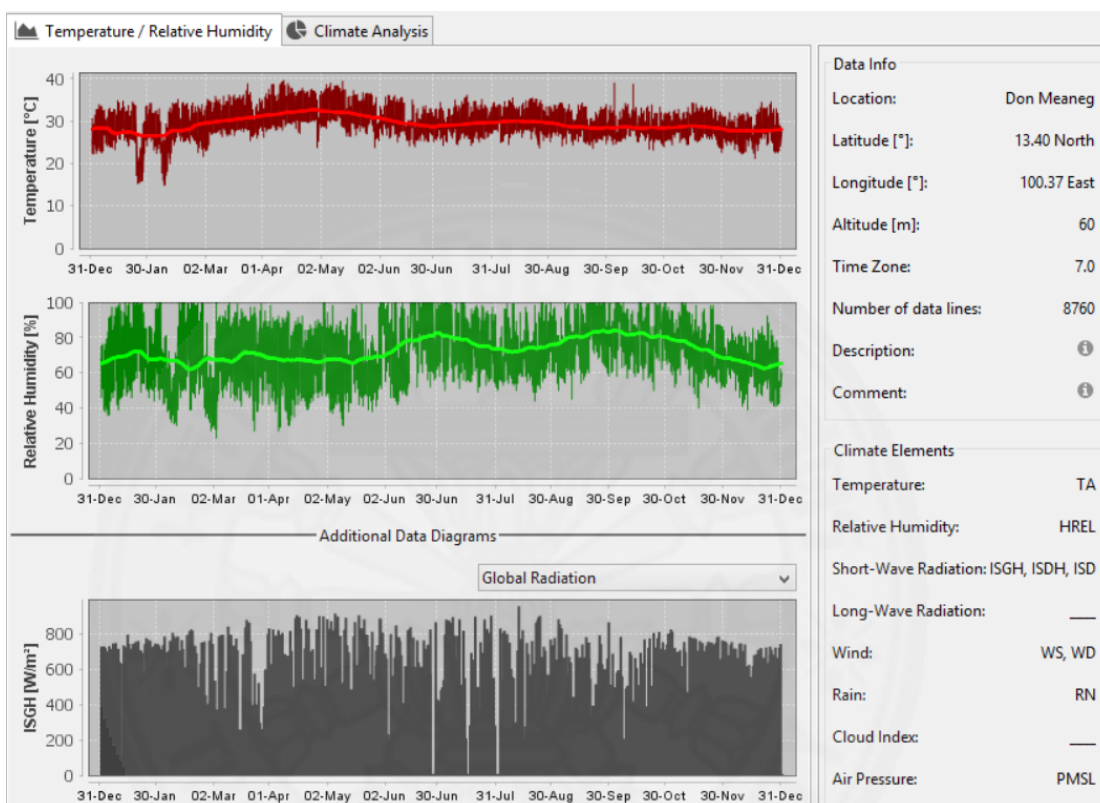 Temperature / Relative Humidity
Climate Analysis
Temperature [°C]
40
30
20
10
0
31-Dec 30-Jan 02-Mar 01-Apr 02-May 02-Jun 30-Jun 31-Jul 30-Aug 30-Sep 30-Oct 30-Nov 31-Dec
Relative Humidity [%]
100
80
60
40
20
0
31-Dec 30-Jan 02-Mar 01-Apr 02-May 02-Jun 30-Jun 31-Jul 30-Aug 30-Sep 30-Oct 30-Nov 31-Dec
Additional Data Diagrams
Global Radiation
ISGH [W/m²]
800
600
400
200
0
31-Dec 30-Jan 02-Mar 01-Apr 02-May 02-Jun 30-Jun 31-Jul 30-Aug 30-Sep 30-Oct 30-Nov 31-Dec
Data Info
Location: Don Meaneg
Latitude [°]: 13.40 North
Longitude [°]: 100.37 East
Altitude [m]: 60
Time Zone: 7.0
Number of data lines: 8760
Description:
Comment:
Climate Elements
Temperature: TA
Relative Humidity: HREL
Short-Wave Radiation: ISGH, ISDH, ISD
Long-Wave Radiation: ___
Wind: WS, WD
Rain: RN
Cloud Index: ___
Air Pressure: PMSL